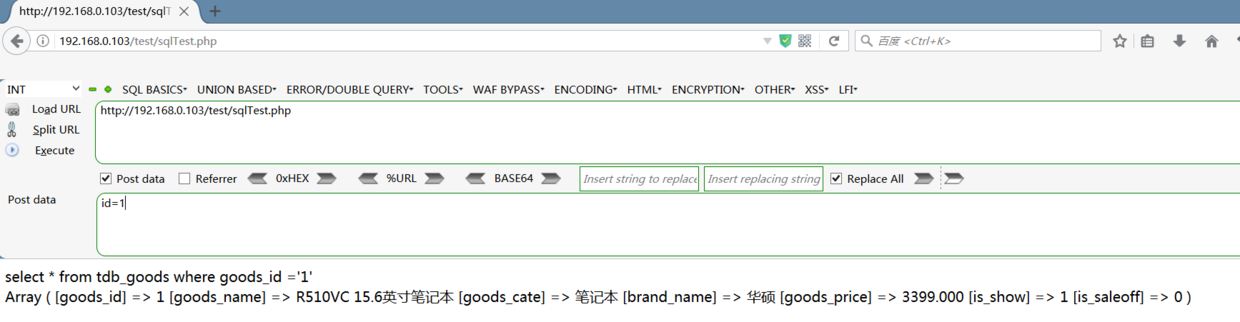 http://192.168.0.103/test/sqlT
192.168.0.103/test/sqlTest.php
百度 <Ctrl+K>
INT SQL BASICS UNION BASED ERROR/DOUBLE QUERY TOOLS WAF BYPASS ENCODING HTML ENCRYPTION OTHER XSS LFI
Load URL http://192.168.0.103/test/sqlTest.php
Split URL
Execute
Post data Referrer 0xHEX %URL BASE64 Insert string to replace Insert replacing string Replace All
Post data id=1
select * from tdb_goods where goods_id ='1'
Array ( [goods_id] => 1 [goods_name] => R510VC 15.6英寸笔记本 [goods_cate] => 笔记本 [brand_name] => 华硕 [goods_price] => 3399.000 [is_show] => 1 [is_saleoff] => 0 )